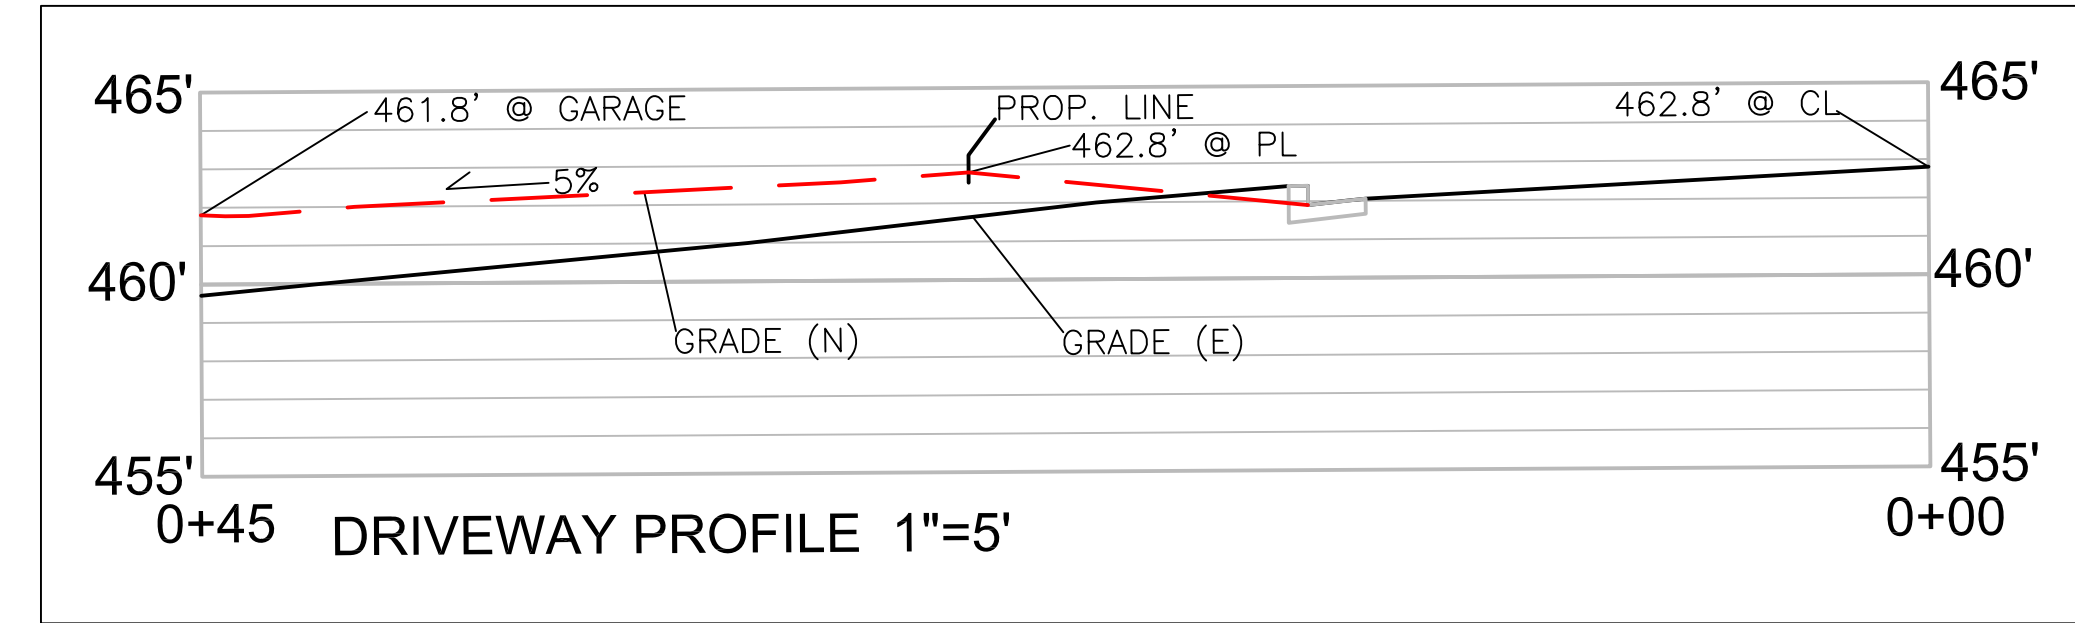 465'
461.8' @ GARAGE
PROP. LINE
462.8' @ PL
462.8' @ CL
465'
5%
460'
460'
GRADE (N)
GRADE (E)
455'
455'
0+45
DRIVEWAY PROFILE 1"=5'
0+00